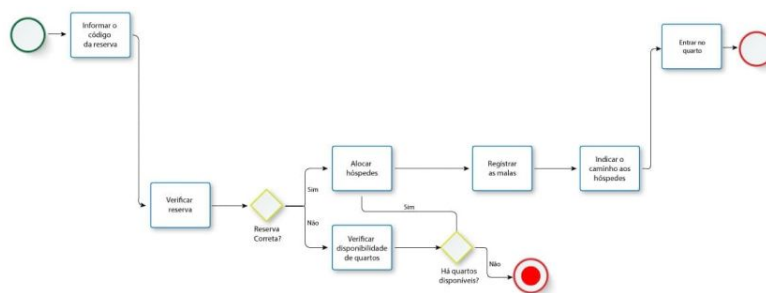 Informar o
código
da reserva
Entrar no
quarto
Alocar
hóspedes
Registrar
as malas
Indicar o
caminho aos
hóspedes
Sim
Verificar
reserva
Sim
Reserva
Correta?
Não
Verificar
disponibilidade
de quartos
Há quartos
disponíveis?
Não